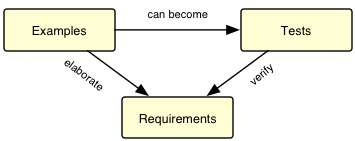 can become
Examples
Tests
elaborate
verify
Requirements